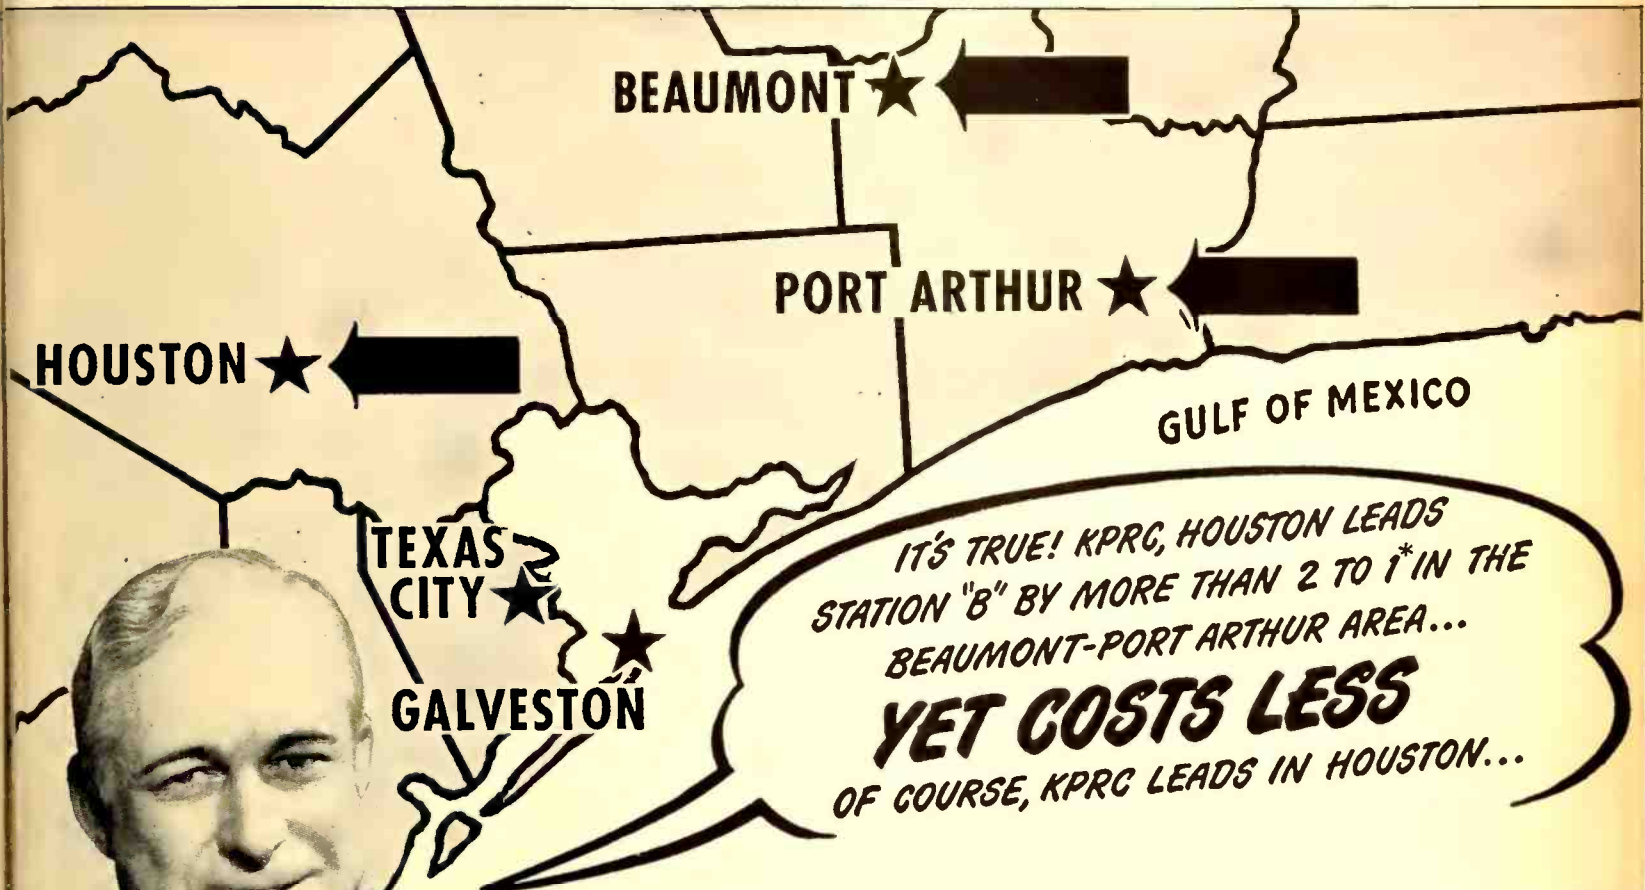 BEAUMONT
PORT ARTHUR
HOUSTON
GULF OF MEXICO
TEXAS
CITY
GALVESTON
IT'S TRUE! KPRC, HOUSTON LEADS
STATION "B" BY MORE THAN 2 TO 1* IN THE
BEAUMONT-PORT ARTHUR AREA...
YET COSTS LESS
OF COURSE, KPRC LEADS IN HOUSTON...